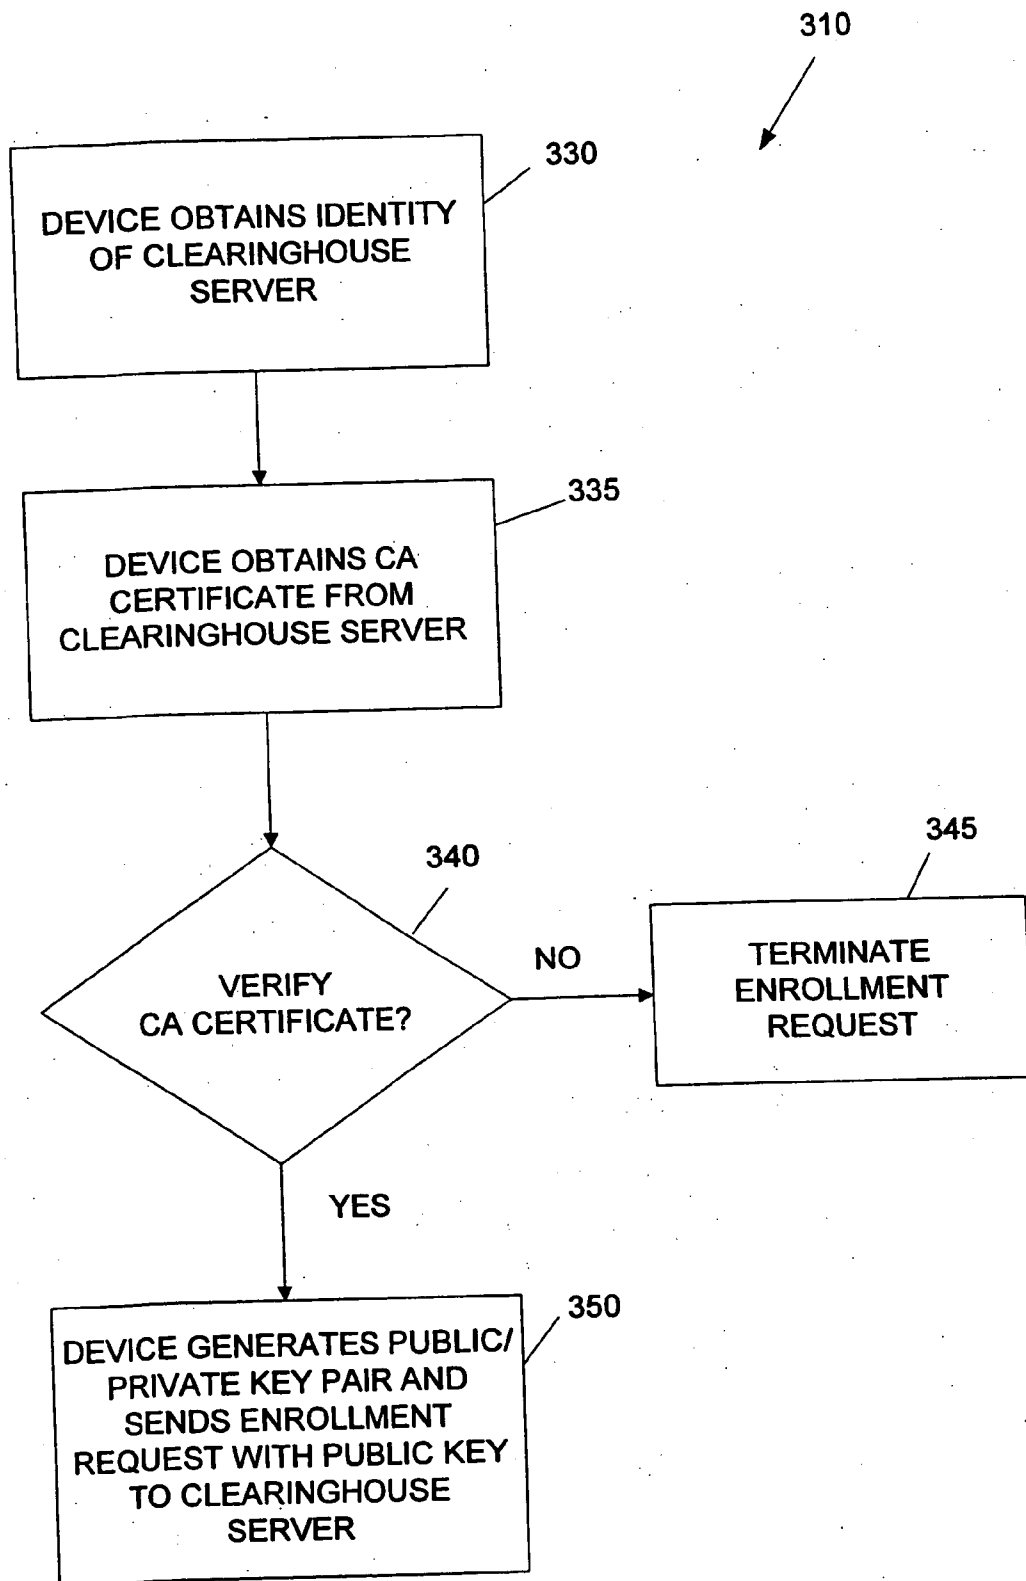 310
330
DEVICE OBTAINS IDENTITY
OF CLEARINGHOUSE
SERVER
335
DEVICE OBTAINS CA
CERTIFICATE FROM
CLEARINGHOUSE SERVER
340
345
VERIFY
CA CERTIFICATE?
NO
TERMINATE
ENROLLMENT
REQUEST
YES
350
DEVICE GENERATES PUBLIC/
PRIVATE KEY PAIR AND
SENDS ENROLLMENT
REQUEST WITH PUBLIC KEY
TO CLEARINGHOUSE
SERVER